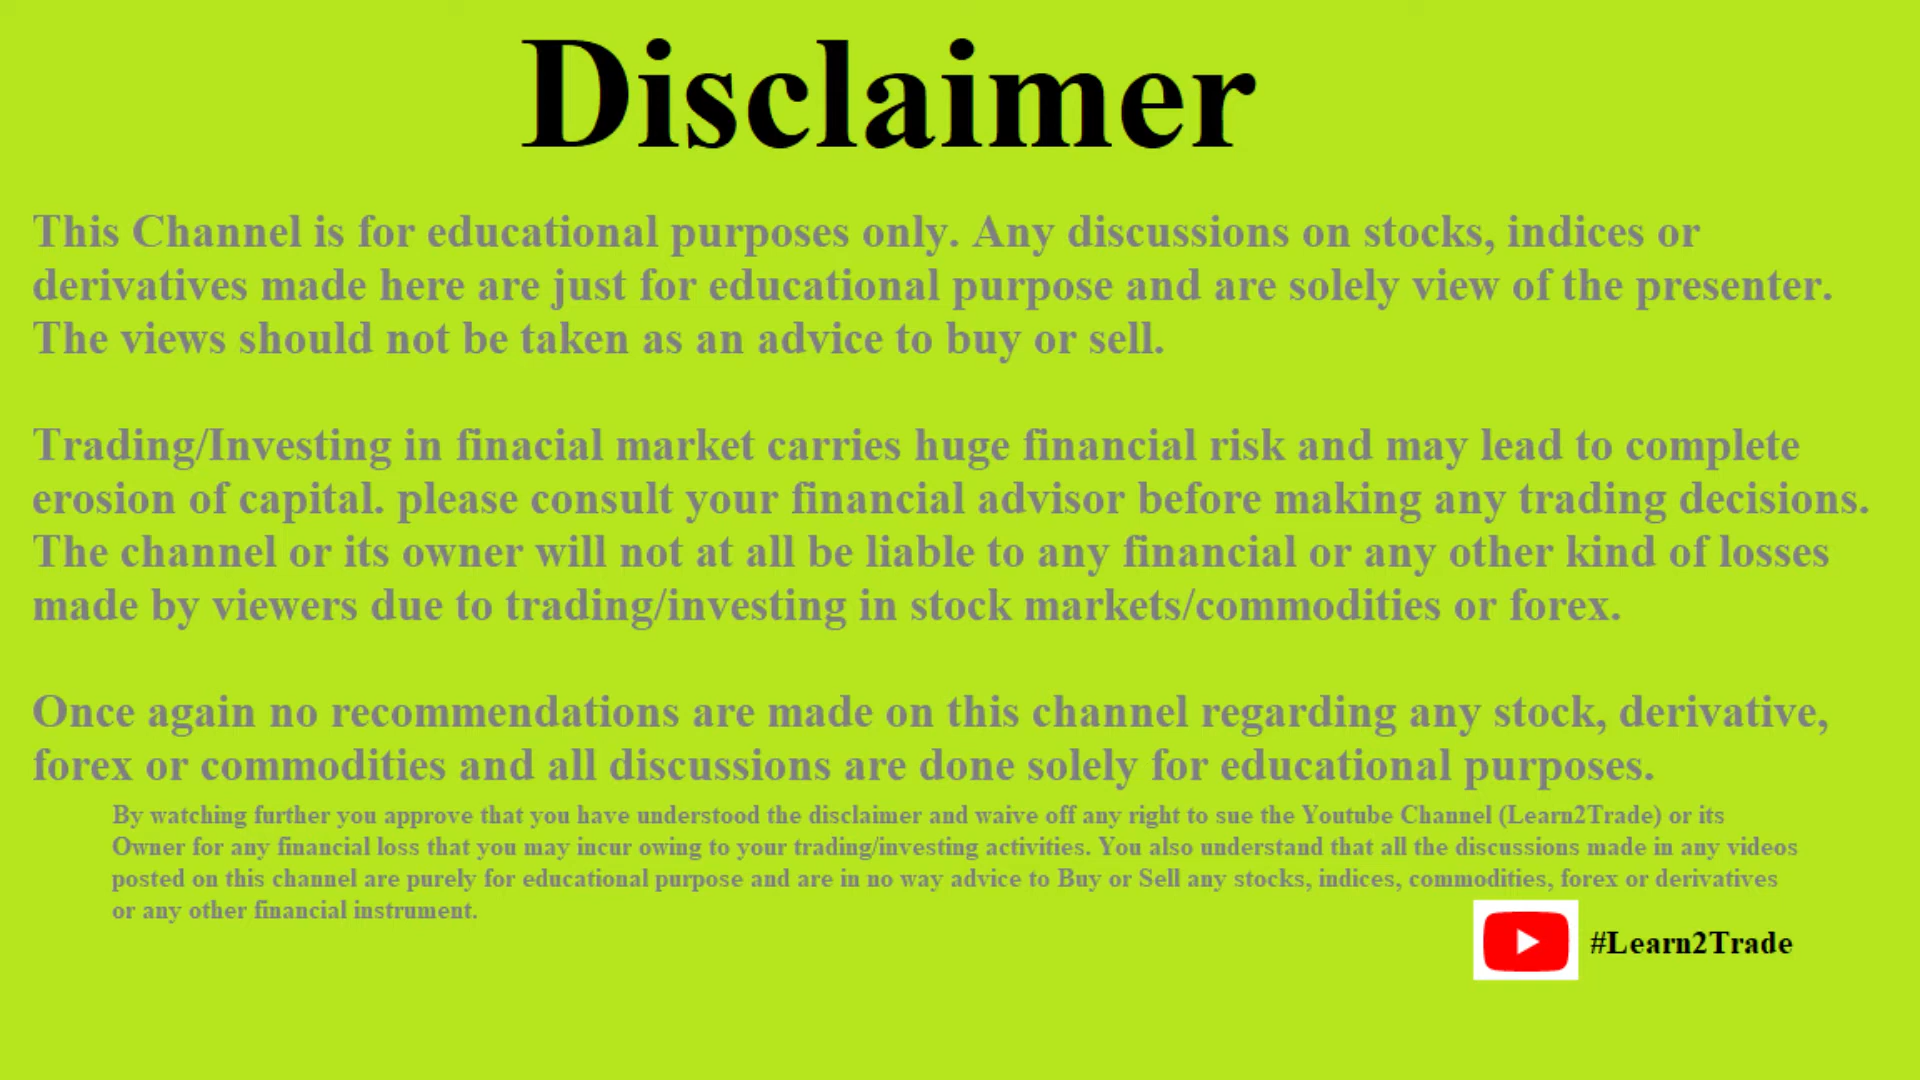 Disclaimer
This Channel is for educational purposes only. Any discussions on stocks, indices or
derivatives made here are just for educational purpose and are solely view of the presenter.
The views should not be taken as an advice to buy or sell.
Trading/Investing in finacial market carries huge financial risk and may lead to complete
erosion of capital. please consult your financial advisor before making any trading decisions.
The channel or its owner will not at all be liable to any financial or any other kind of losses
made by viewers due to trading/investing in stock markets/commodities or forex.
Once again no recommendations are made on this channel regarding any stock, derivative,
forex or commodities and all discussions are done solely for educational purposes.
By watching further you approve that you have understood the disclaimer and waive off any right to sue the Youtube Channel (Learn2Trade) or its
Owner for any financial loss that you may incur owing to your trading/investing activities. You also understand that all the discussions made in any videos
posted on this channel are purely for educational purpose and are in no way advice to Buy or Sell any stocks, indices, commodities, forex or derivatives
or any other financial instrument.
#Learn2Trade